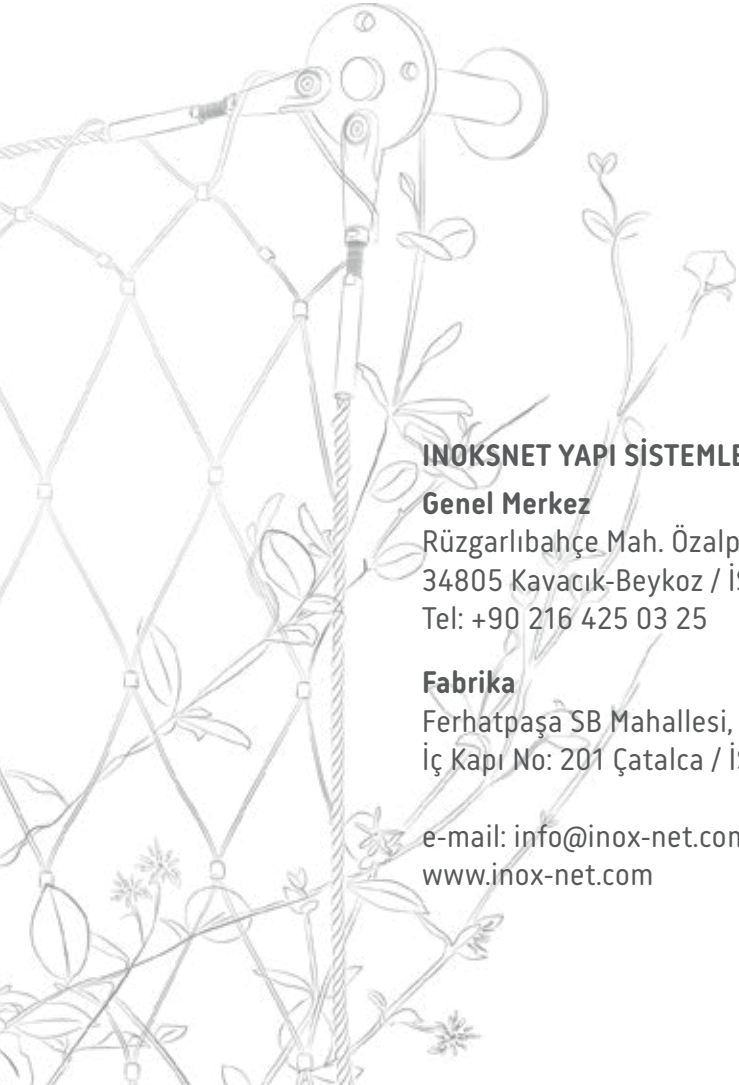 INOKSNET YAPI SİSTEMLE
Genel Merkez
Rüzgarlıbahçe Mah. Özalp
34805 Kavacık-Beykoz / İS
Tel: +90 216 425 03 25
Fabrika
Ferhatpaşa SB Mahallesi,
İç Kapı No: 201 Çatalca / İS
e-mail: info@inox-net.com
www.inox-net.com